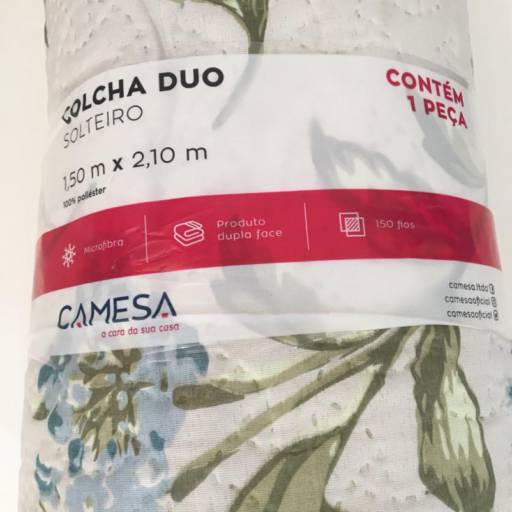 COLCHA DUO
SOLTEIRO
1,50 m x 2,10 m
100% poliéster
CONTÉM
1 PEÇA
Microfibra
Produto
dupla face
150 fios
CAMESA
a cara da sua casa
camesa.ltda
camesaoficial
camesaoficial